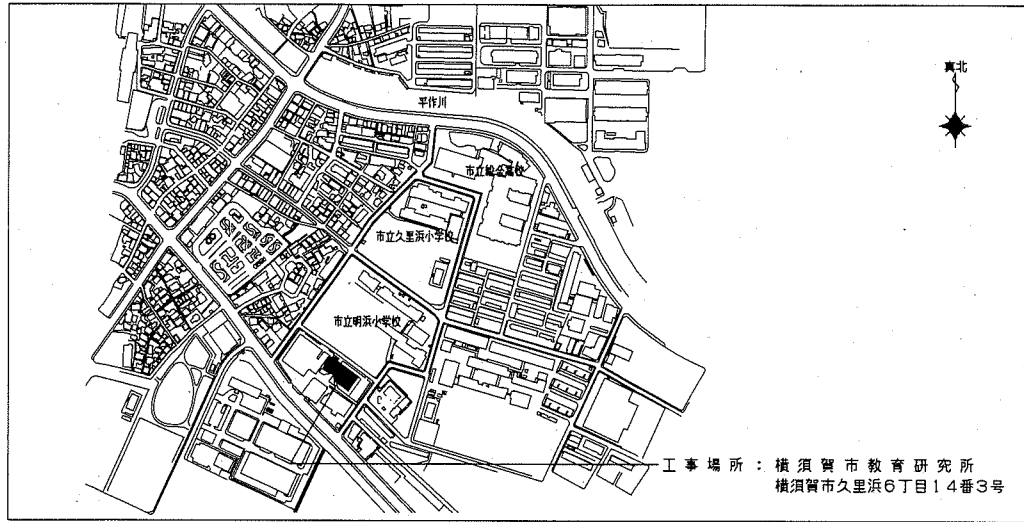 真北
平作川
市立総合高校
市立久里浜小学校
市立明浜小学校
工事場所：横須賀市教育研究所
横須賀市久里浜6丁目14番3号